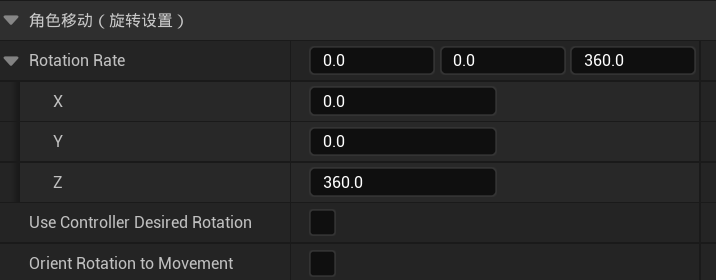 角色移动（旋转设置）
Rotation Rate 0.0 0.0 360.0
X 0.0
Y 0.0
Z 360.0
Use Controller Desired Rotation
Orient Rotation to Movement